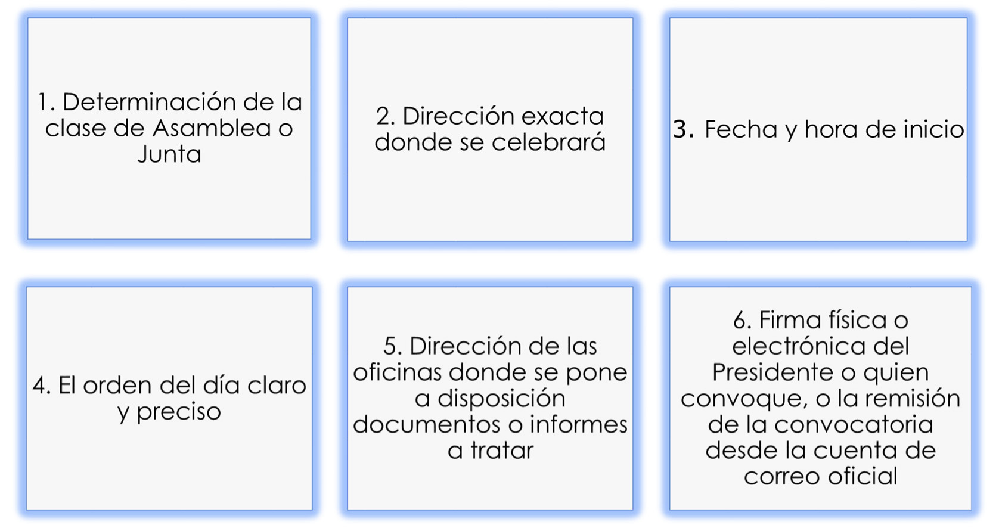 1. Determinación de la
clase de Asamblea o
Junta
2. Dirección exacta
donde se celebrará
3. Fecha y hora de inicio
4. El orden del día claro
y preciso
5. Dirección de las
oficinas donde se pone
a disposición
documentos o informes
a tratar
6. Firma física o
electrónica del
Presidente o quien
convoque, o la remisión
de la convocatoria
desde la cuenta de
correo oficial